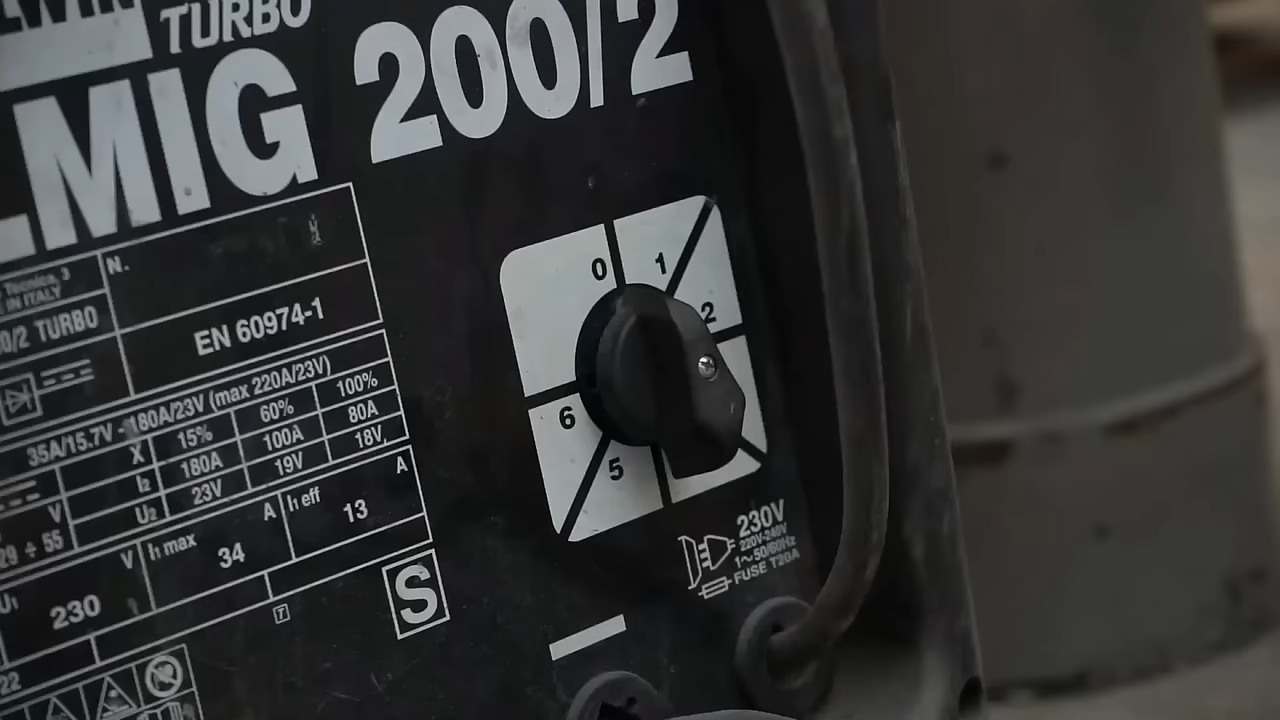 TURBO
MIG 200/2
N.
IN ITALY
0/2 TURBO
EN 60974-1
35A/15.7V - 180A/23V (max 220A/23V)
X 15% 60% 100%
I2 180A 100A 80A
V U2 23V 19V 18V
29 ÷ 55
V I1 max A I1 eff A
U1 230 34 13
T
S
22
0
1
2
6
5
230V
220V-240V
1~50/60Hz
FUSE T20A